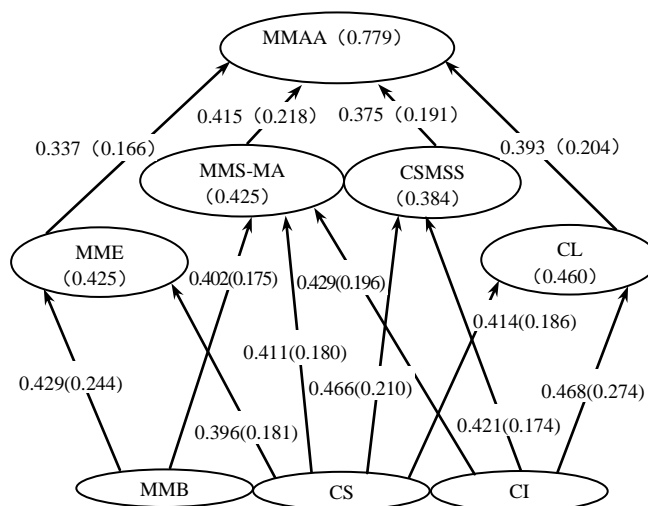 MMAA（0.779）
0.415（0.218）
0.375（0.191）
0.337（0.166）
0.393（0.204）
MMS-MA
(0.425)
CSMSS
(0.384)
MME
(0.425)
CL
(0.460)
0.402(0.175)
0.429(0.196)
0.414(0.186)
0.411(0.180)
0.429(0.244)
0.466(0.210)
0.468(0.274)
0.396(0.181)
0.421(0.174)
MMB
CS
CI